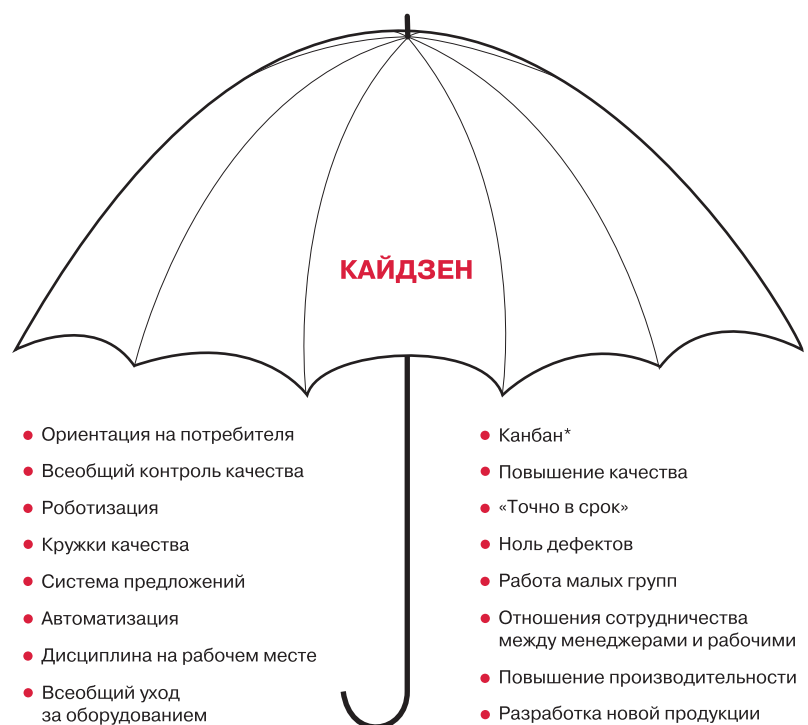 КАЙДЗЕН
● Ориентация на потребителя
● Всеобщий контроль качества
● Роботизация
● Кружки качества
● Система предложений
● Автоматизация
● Дисциплина на рабочем месте
● Всеобщий уход
за оборудованием
● Канбан*
● Повышение качества
● «Точно в срок»
● Ноль дефектов
● Работа малых групп
● Отношения сотрудничества
между менеджерами и рабочими
● Повышение производительности
● Разработка новой продукции